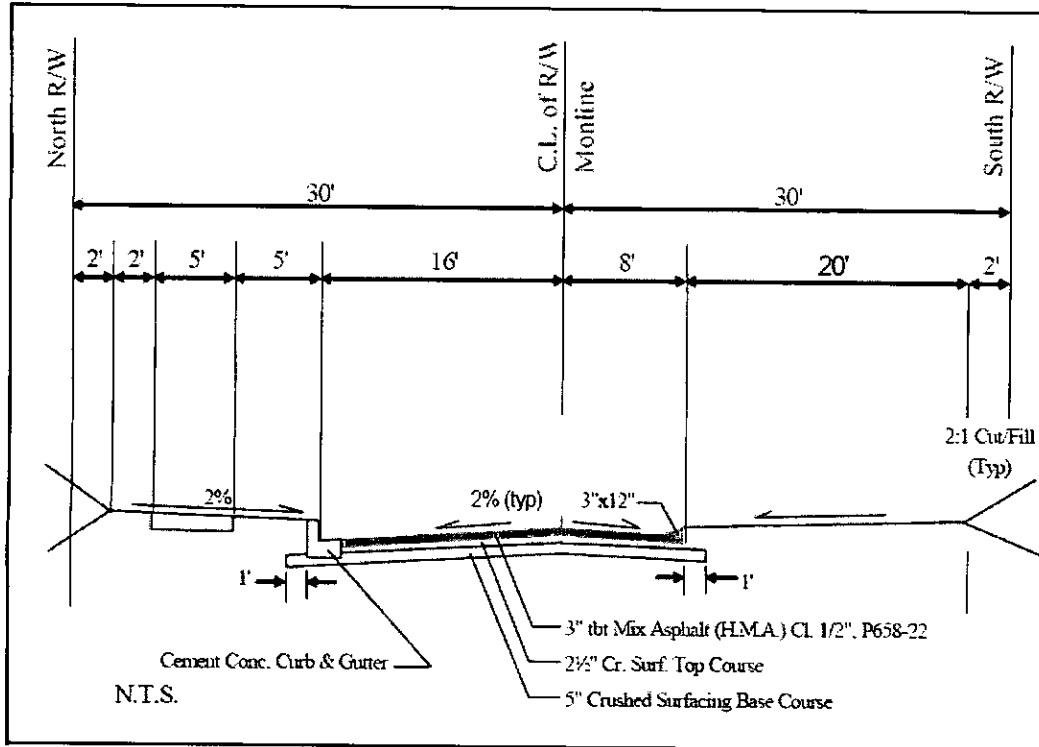 North R/W
C.L. of R/W
Monline
South R/W
30'
30'
2'
2'
5'
5'
16'
8'
20'
2'
2:1 Cut/Fill
(Typ)
2%
2% (typ)
3"x12"
1'
1'
3" tbt Mix Asphalt (H.M.A.) Cl. 1/2", P658-22
Cement Conc. Curb & Gutter
2½" Cr. Surf. Top Course
N.T.S.
5" Crushed Surfacing Base Course